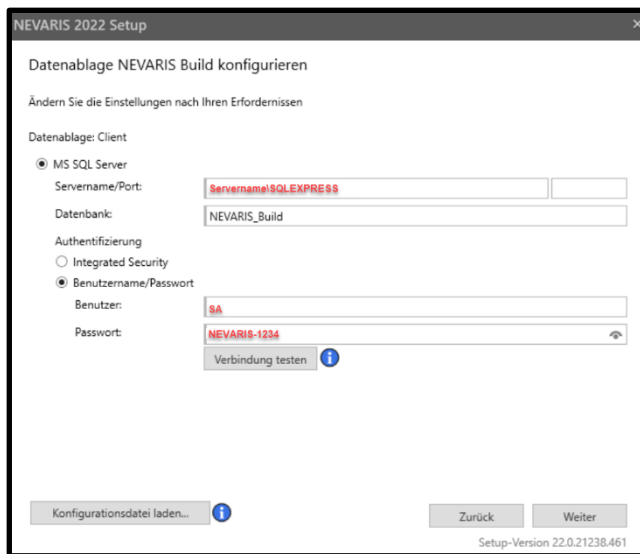 NEVARIS 2022 Setup
Datenablage NEVARIS Build konfigurieren
Ändern Sie die Einstellungen nach Ihren Erfordernissen
Datenablage: Client
MS SQL Server
Servername/Port: Servername\SQLEXPRESS
Datenbank: NEVARIS_Build
Authentifizierung
Integrated Security
Benutzername/Passwort
Benutzer: SA
Passwort: NEVARIS-1234
Verbindung testen
Konfigurationsdatei laden... Zurück Weiter
Setup-Version 22.0.21238.461